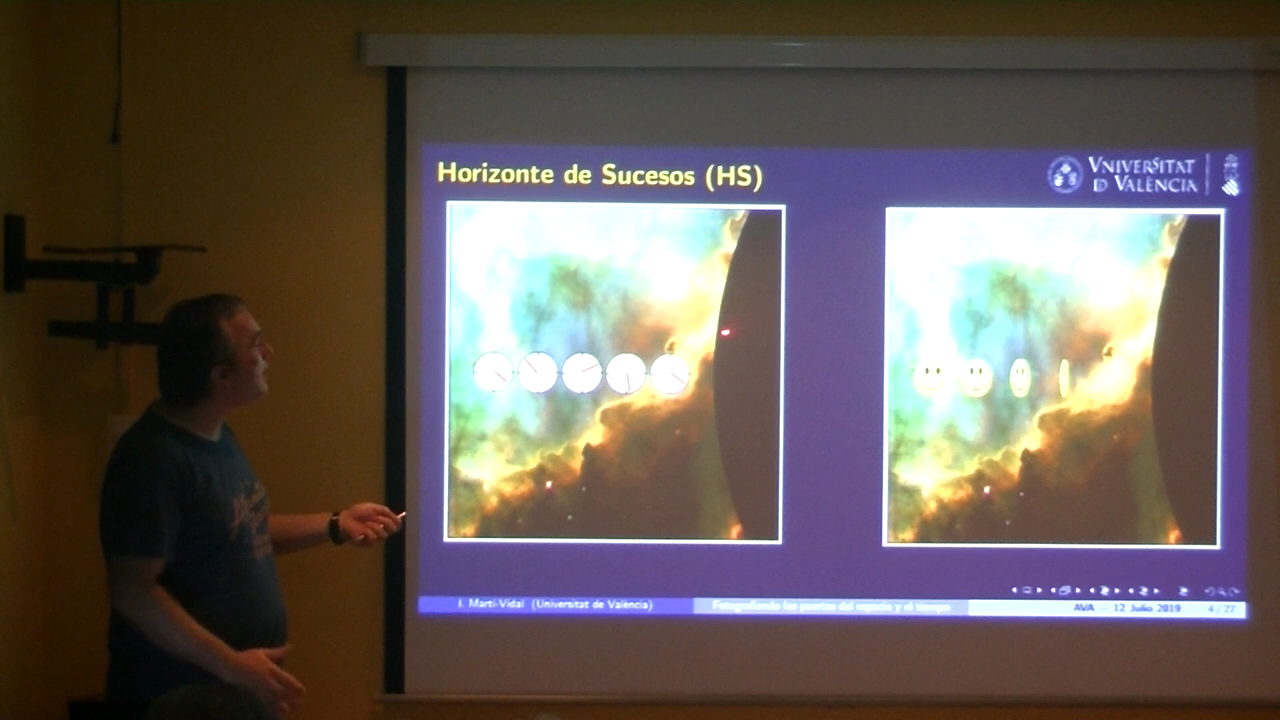 Horizonte de Sucesos (HS)
VNIVERSITAT
ID VALÈNCIA
I. Martí-Vidal (Universitat de València)
Fotografiando las puertas del espacio y el tiempo
AVA — 12 Julio 2019
4 / 27